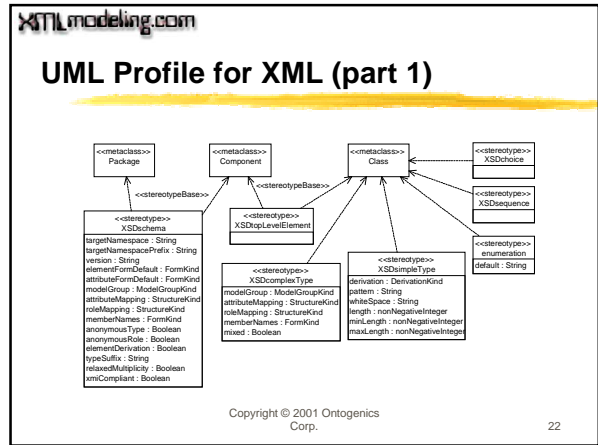 XMLmodeling.com
UML Profile for XML (part 1)
<<metaclass>>
Package
<<metaclass>>
Component
<<metaclass>>
Class
<<stereotype>>
XSDchoice
<<stereotypeBase>>
<<stereotypeBase>>
<<stereotype>>
XSDsequence
<<stereotype>>
XSDschema
targetNamespace : String
targetNamespacePrefix : String
version : String
elementFormDefault : FormKind
attributeFormDefault : FormKind
modelGroup : ModelGroupKind
attributeMapping : StructureKind
roleMapping : StructureKind
memberNames : FormKind
anonymousType : Boolean
anonymousRole : Boolean
elementDerivation : Boolean
typeSuffix : String
relaxedMultiplicity : Boolean
xmiCompliant : Boolean
<<stereotype>>
XSDtopLevelElement
<<stereotype>>
enumeration
default : String
<<stereotype>>
XSDcomplexType
modelGroup : ModelGroupKind
attributeMapping : StructureKind
roleMapping : StructureKind
memberNames : FormKind
mixed : Boolean
<<stereotype>>
XSDsimpleType
derivation : DerivationKind
pattern : String
whiteSpace : String
length : nonNegativeInteger
minLength : nonNegativeInteger
maxLength : nonNegativeInteger
Copyright © 2001 Ontogenics
Corp.
22